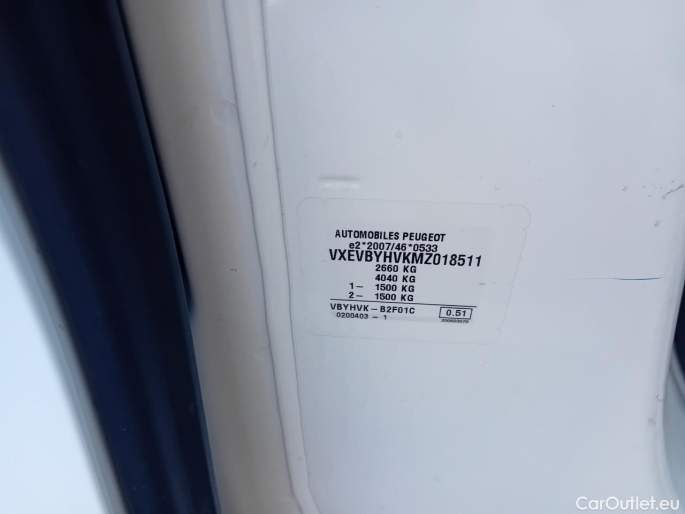 AUTOMOBILES PEUGEOT
e2*2007/46*0533
VXEVBYHVKMZ018511
2660 KG
4040 KG
1- 1500 KG
2- 1500 KG
VBYHVK-B2F01C 0.51
0200403 - 1
CarOutlet.eu